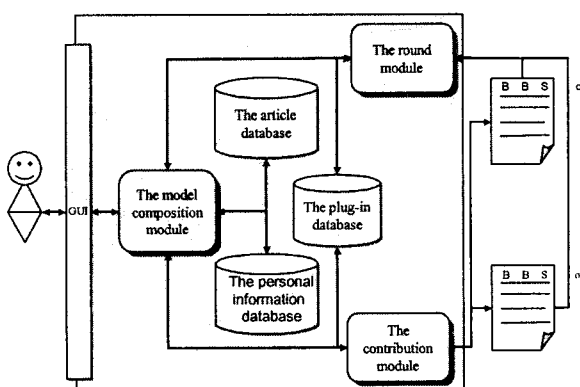 The round
module
B B S
The article
database
GUI
The model
composition
module
The plug-in
database
The personal
information
database
B B S
The
contribution
module